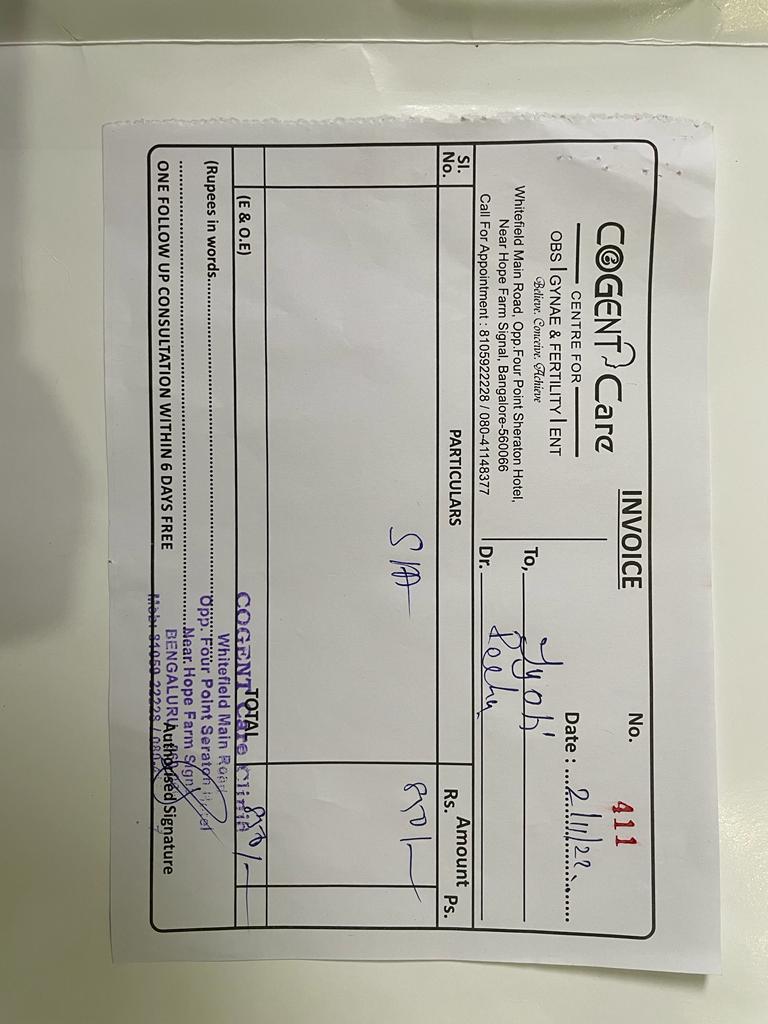 INVOICE
No. 411
COGENT Care
CENTRE FOR
OBS | GYNAE & FERTILITY | ENT
Believe. Conceive. Achieve
Whitefield Main Road, Opp.Four Point Sheraton Hotel,
Near Hope Farm Signal, Bangalore-560066
Call For Appointment : 8105922228 / 080-41148377
Date : 2/11/22
To, Jyoti
Dr.
Sl. No. PARTICULARS Amount Rs. Ps.
850/-
(E & O.E) TOTAL 850/-
(Rupees in words
ONE FOLLOW UP CONSULTATION WITHIN 6 DAYS FREE
Authorised Signature
COGENT Care Clinic
Whitefield Main Road
Opp. Four Point Seraton Hotel
Near Hope Farm Signal
BENGALURU
Mob: 81059 22228 / 080-